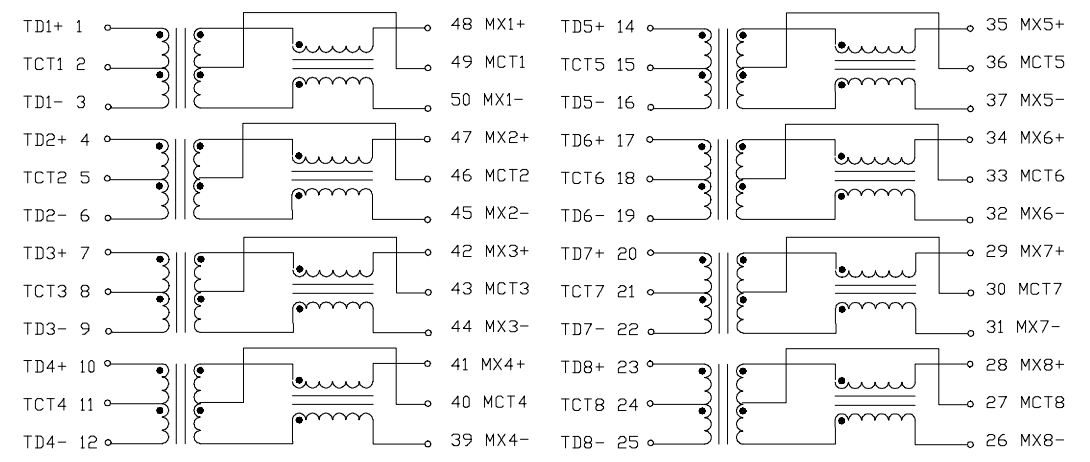 TD1+ 1 48 MX1+ TD5+ 14 35 MX5+
TCT1 2 49 MCT1 TCT5 15 36 MCT5
TD1- 3 50 MX1- TD5- 16 37 MX5-
TD2+ 4 47 MX2+ TD6+ 17 34 MX6+
TCT2 5 46 MCT2 TCT6 18 33 MCT6
TD2- 6 45 MX2- TD6- 19 32 MX6-
TD3+ 7 42 MX3+ TD7+ 20 29 MX7+
TCT3 8 43 MCT3 TCT7 21 30 MCT7
TD3- 9 44 MX3- TD7- 22 31 MX7-
TD4+ 10 41 MX4+ TD8+ 23 28 MX8+
TCT4 11 40 MCT4 TCT8 24 27 MCT8
TD4- 12 39 MX4- TD8- 25 26 MX8-